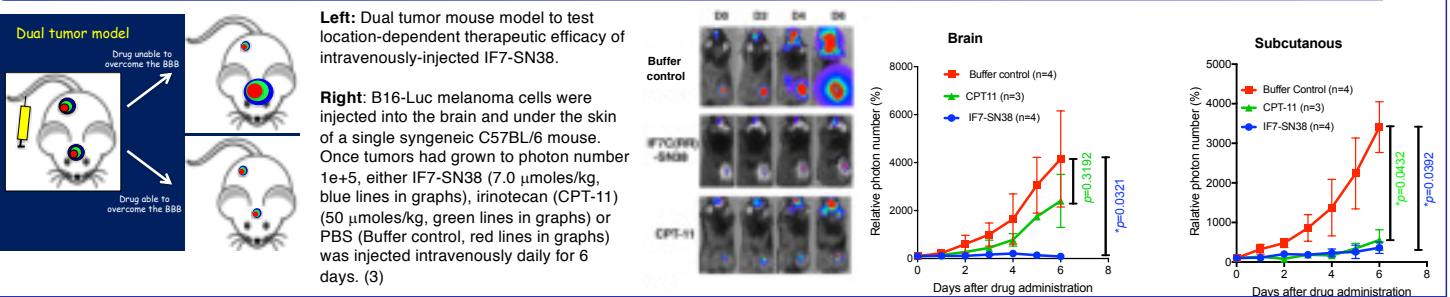 Dual tumor model
Drug unable to
overcome the BBB
Drug able to
overcome the BBB
Left: Dual tumor mouse model to test
location-dependent therapeutic efficacy of
intravenously-injected IF7-SN38.
Right: B16-Luc melanoma cells were
injected into the brain and under the skin
of a single syngeneic C57BL/6 mouse.
Once tumors had grown to photon number
1e+5, either IF7-SN38 (7.0 μmoles/kg,
blue lines in graphs), irinotecan (CPT-11)
(50 μmoles/kg, green lines in graphs) or
PBS (Buffer control, red lines in graphs)
was injected intravenously daily for 6
days. (3)
D0 D2 D4 D6
Buffer
control
IF7C(RR)
-SN38
CPT-11
Brain
Relative photon number (%)
8000
6000
4000
2000
0
Buffer control (n=4)
CPT11 (n=3)
IF7-SN38 (n=4)
p=0.3192
*p=0.0321
0 2 4 6 8
Days after drug administration
Subcutanous
Relative photon number (%)
5000
4000
3000
0000
1000
0
Buffer Control (n=4)
CPT-11 (n=3)
IF7-SN38 (n=4)
*p=0.0432
*p=0.0392
0 2 4 6 8
Days after drug administration